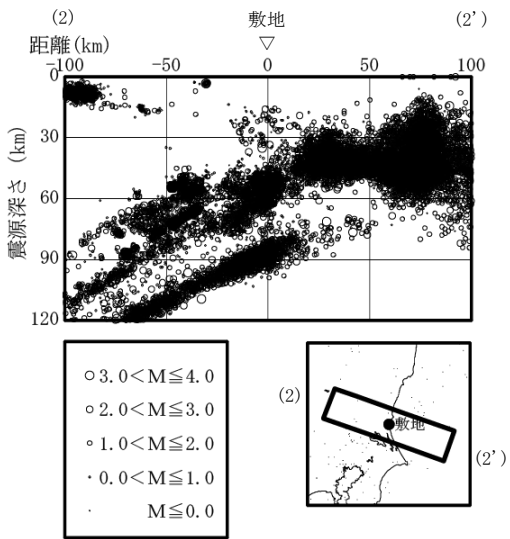 (2) 敷地 (2')
距離(km) ▽
-100 -50 0 50 100
0
30
60
90
120
震源深さ (km)
○ 3.0<M≦4.0
○ 2.0<M≦3.0
○ 1.0<M≦2.0
・ 0.0<M≦1.0
・ M≦0.0
(2)
敷地
(2')